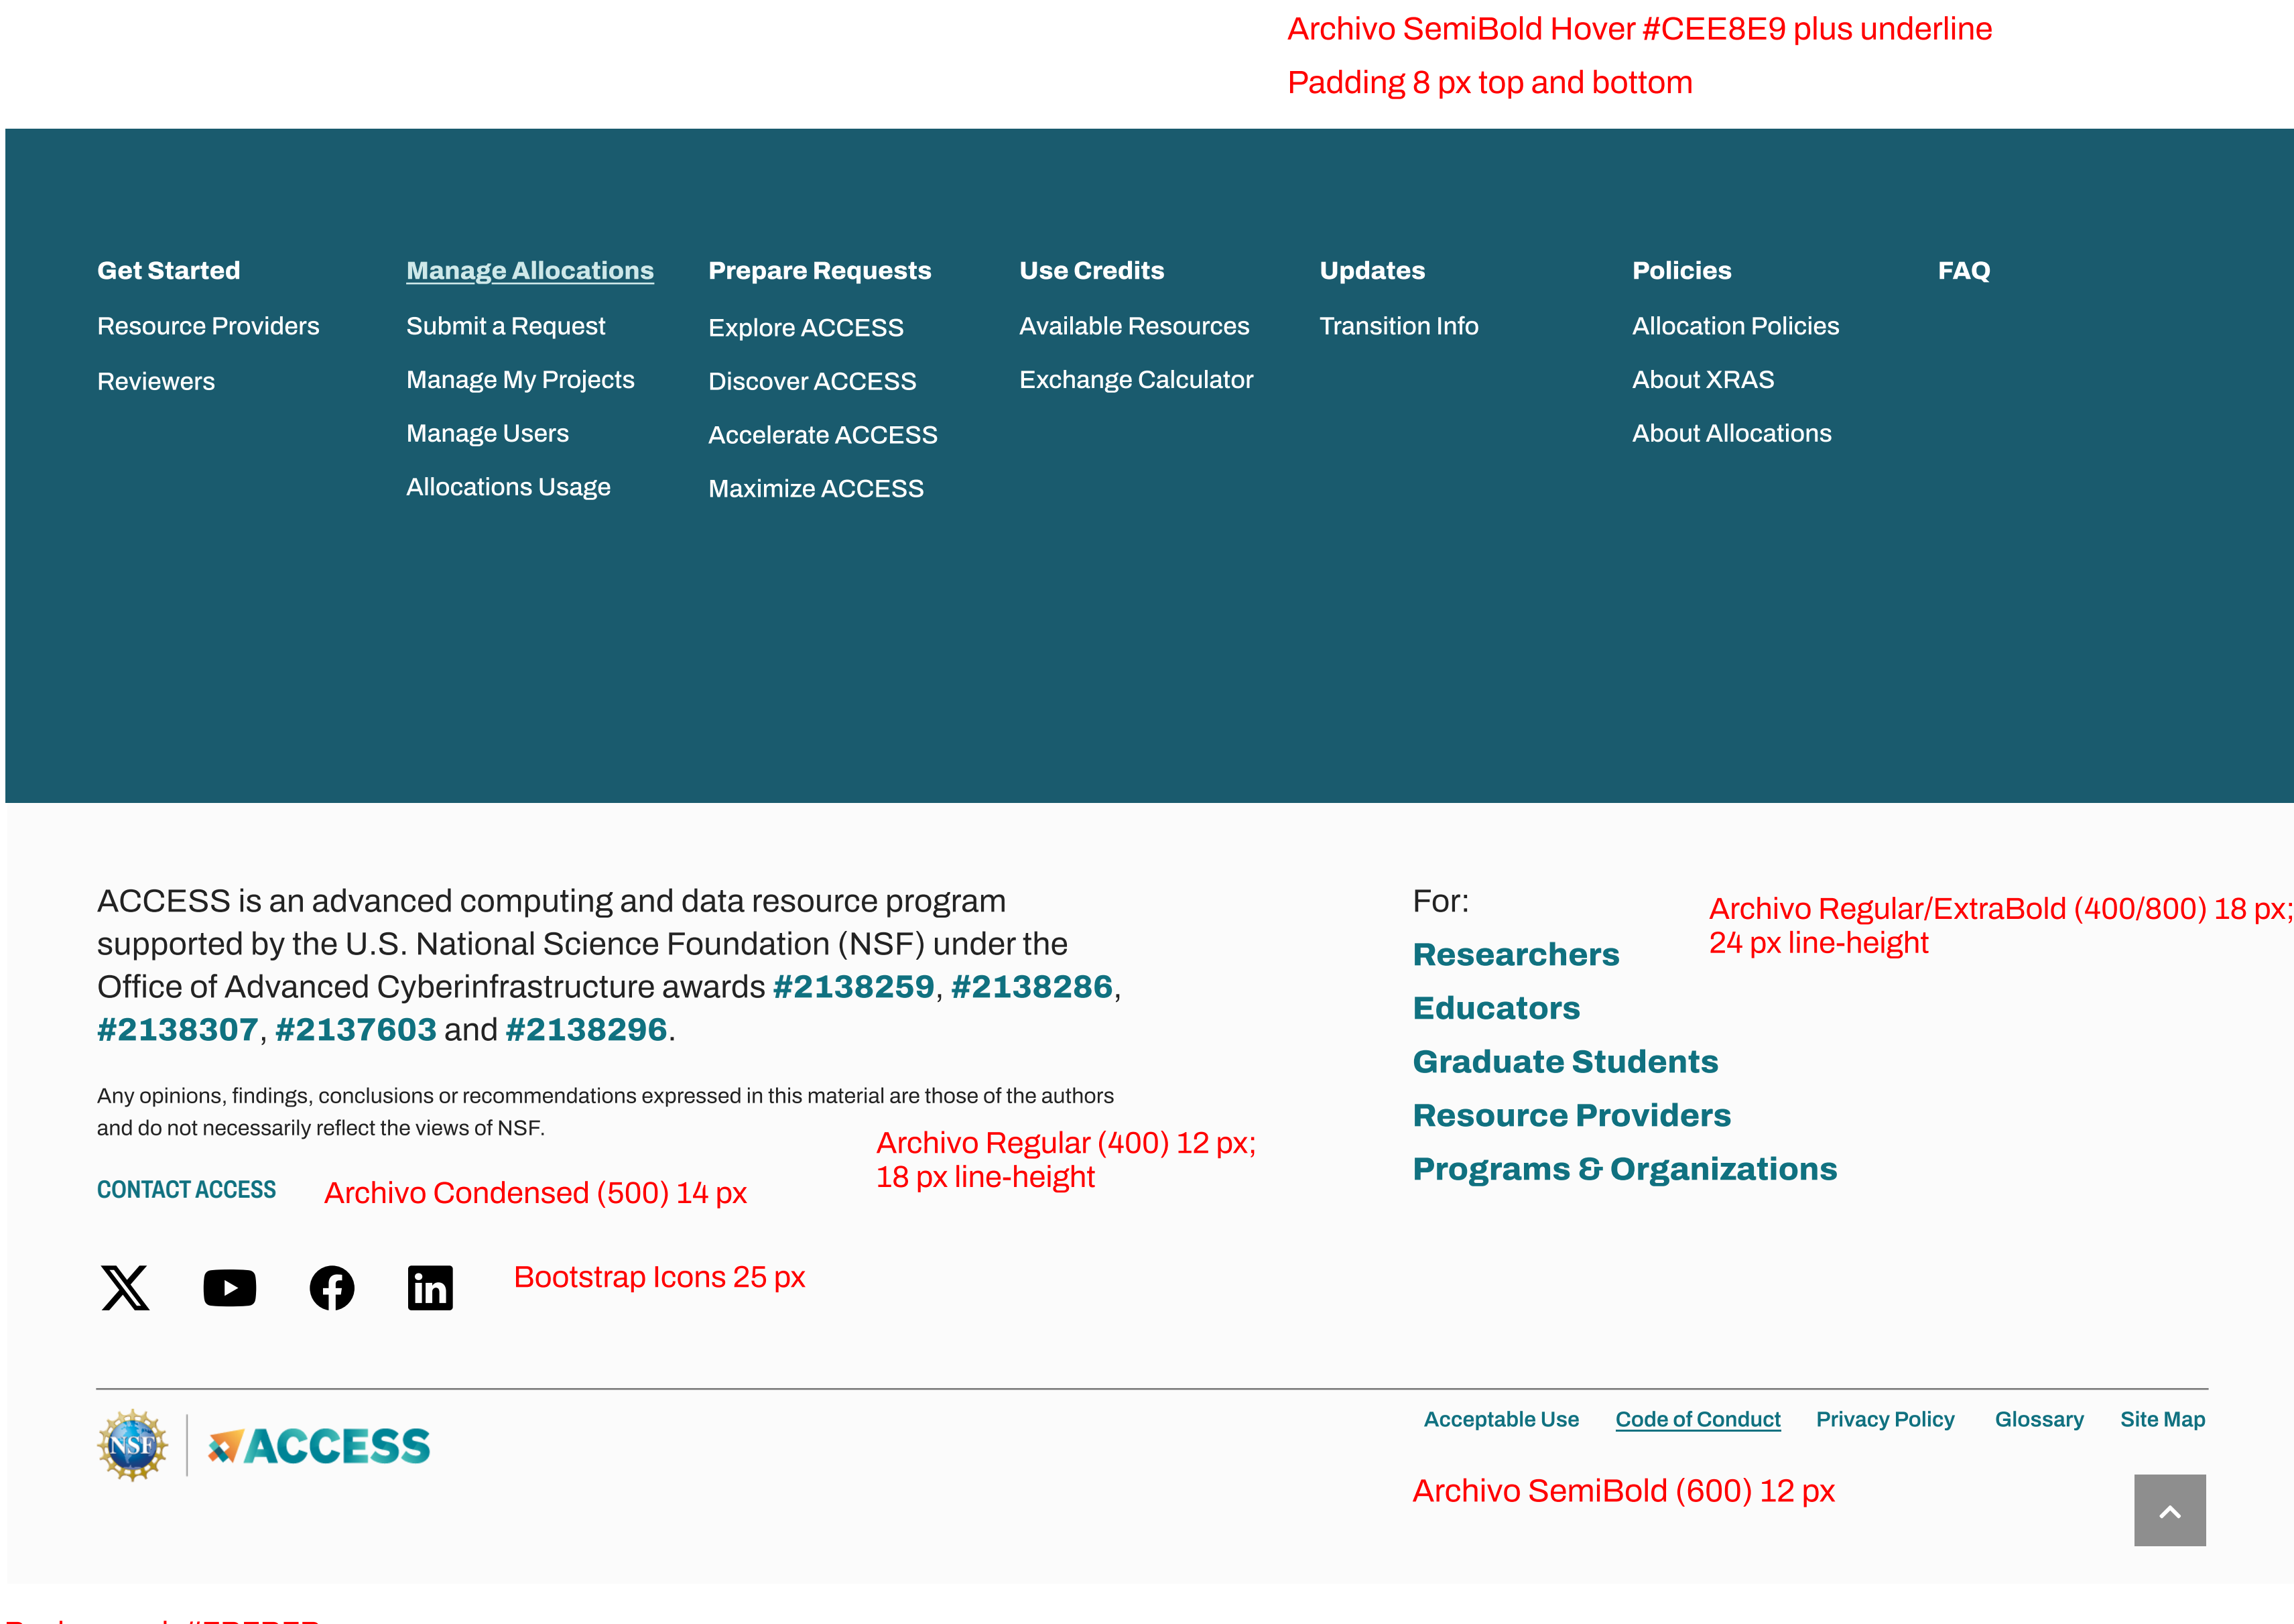 Archivo SemiBold Hover #CEE8E9 plus underline
Padding 8 px top and bottom
Get Started
Resource Providers
Reviewers
Manage Allocations
Submit a Request
Manage My Projects
Manage Users
Allocations Usage
Prepare Requests
Explore ACCESS
Discover ACCESS
Accelerate ACCESS
Maximize ACCESS
Use Credits
Available Resources
Exchange Calculator
Updates
Transition Info
Policies
Allocation Policies
About XRAS
About Allocations
FAQ
ACCESS is an advanced computing and data resource program
supported by the U.S. National Science Foundation (NSF) under the
Office of Advanced Cyberinfrastructure awards #2138259, #2138286,
#2138307, #2137603 and #2138296.
Any opinions, findings, conclusions or recommendations expressed in this material are those of the authors
and do not necessarily reflect the views of NSF.
Archivo Regular (400) 12 px;
18 px line-height
CONTACT ACCESS
Archivo Condensed (500) 14 px
Bootstrap Icons 25 px
For:
Researchers
Educators
Graduate Students
Resource Providers
Programs & Organizations
Archivo Regular/ExtraBold (400/800) 18 px;
24 px line-height
NSF
ACCESS
Acceptable Use
Code of Conduct
Privacy Policy
Glossary
Site Map
Archivo SemiBold (600) 12 px